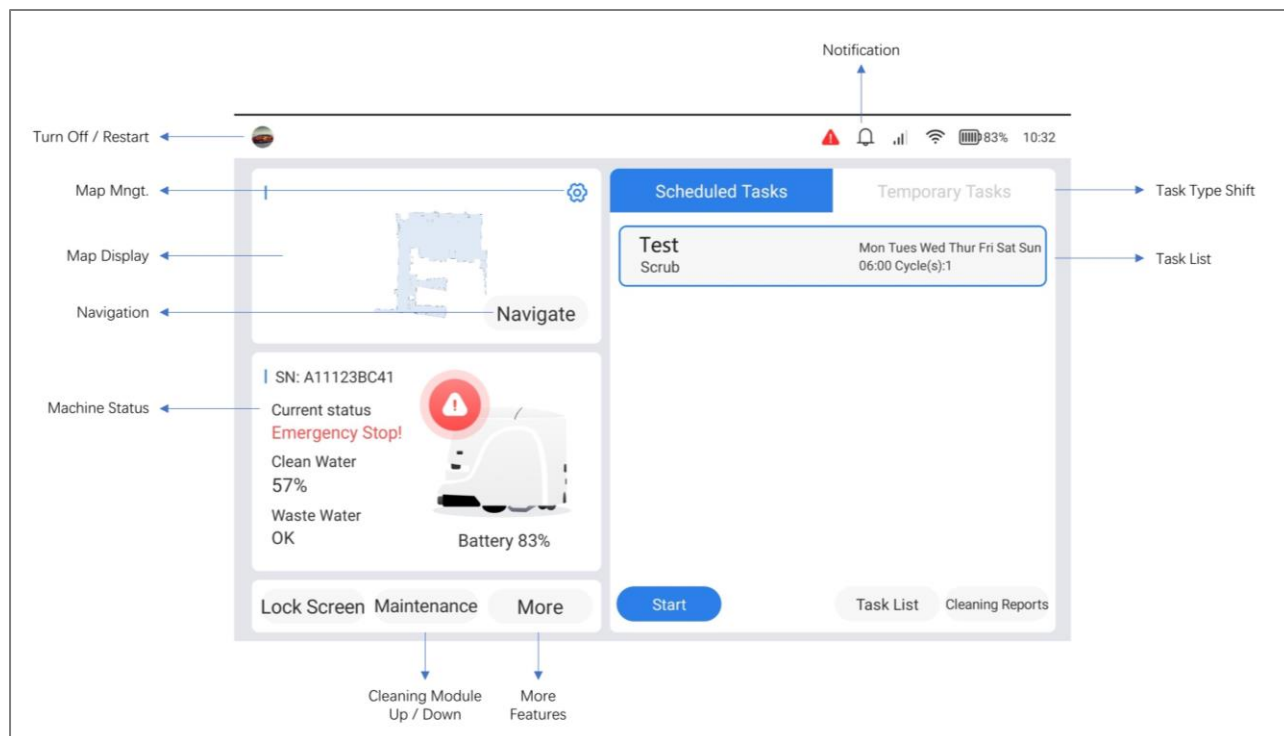 Notification
Turn Off / Restart
83% 10:32
Map Mngt.
Scheduled Tasks
Temporary Tasks
Task Type Shift
Map Display
Test
Scrub
Mon Tues Wed Thur Fri Sat Sun
06:00 Cycle(s):1
Task List
Navigation
Navigate
SN: A11123BC41
Machine Status
Current status
Emergency Stop!
Clean Water
57%
Waste Water
OK
Battery 83%
Lock Screen
Maintenance
More
Start
Task List
Cleaning Reports
Cleaning Module
Up / Down
More
Features